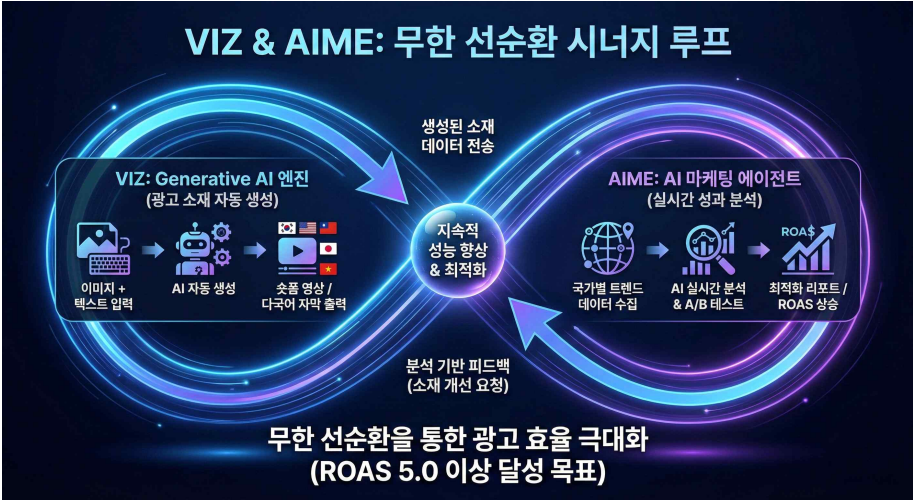 VIZ & AIME: 무한 선순환 시너지 루프
생성된 소재
데이터 전송
VIZ: Generative AI 엔진
(광고 소재 자동 생성)
이미지 +
텍스트 입력
AI 자동 생성
숏폼 영상 /
다국어 자막 출력
지속적
성능 향상
& 최적화
AIME: AI 마케팅 에이전트
(실시간 성과 분석)
국가별 트렌드
데이터 수집
AI 실시간 분석
& A/B 테스트
ROA$
최적화 리포트 /
ROAS 상승
분석 기반 피드백
(소재 개선 요청)
무한 선순환을 통한 광고 효율 극대화
(ROAS 5.0 이상 달성 목표)